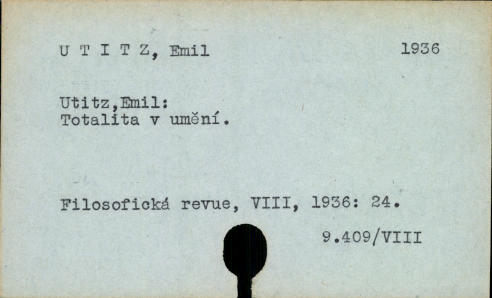 U T I T Z, Emil 1936
Utitz,Emil:
Totalita v umění.
Filosofická revue, VIII, 1936: 24.
9.409/VIII